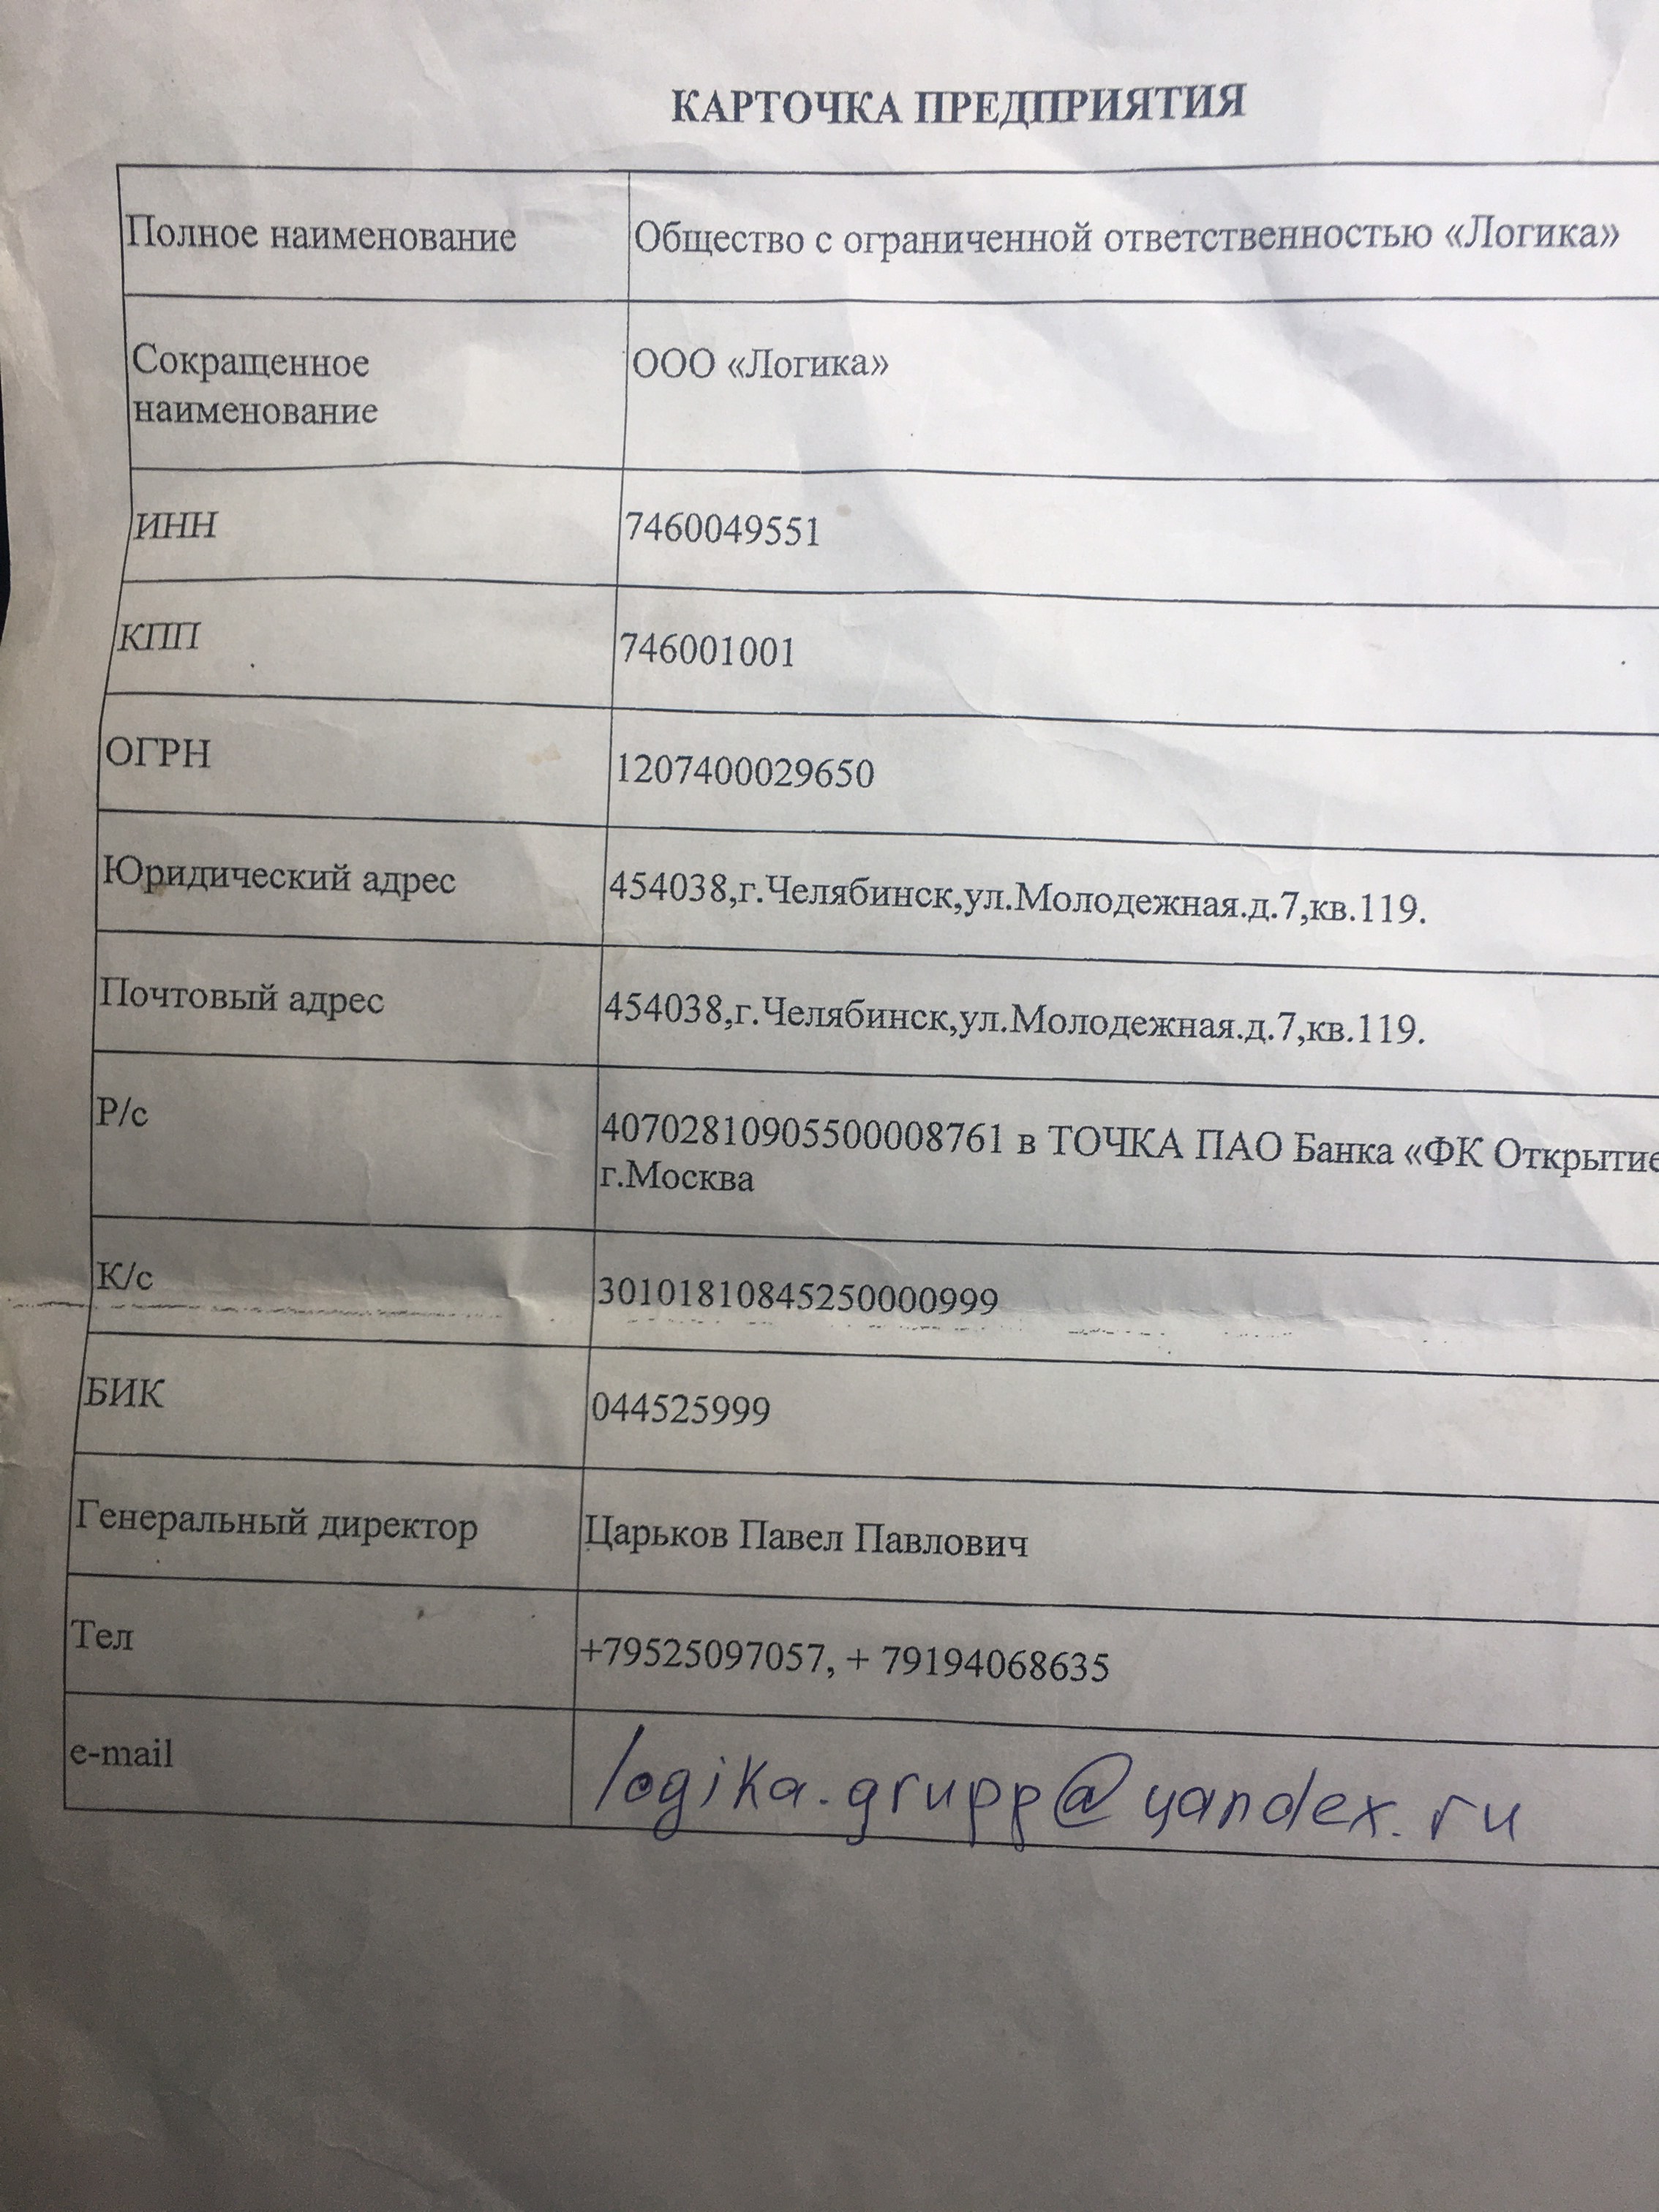 КАРТОЧКА ПРЕДПРИЯТИЯ
Полное наименование Общество с ограниченной ответственностью «Логика»
Сокращенное ООО «Логика»
наименование
ИНН 7460049551
КПП 746001001
ОГРН 1207400029650
Юридический адрес 454038,г.Челябинск,ул.Молодежная.д.7,кв.119.
Почтовый адрес 454038,г.Челябинск,ул.Молодежная.д.7,кв.119.
Р/с 40702810905500008761 в ТОЧКА ПАО Банка «ФК Открытие
г.Москва
К/с 30101810845250000999
БИК 044525999
Генеральный директор Царьков Павел Павлович
Тел +79525097057, + 79194068635
e-mail logika.grupp@yandex.ru